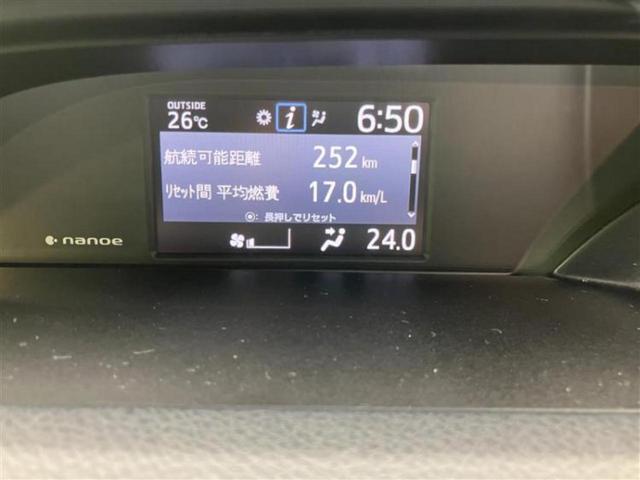 OUTSIDE
26℃ i 6:50
航続可能距離 252 km
リセット間 平均燃費 17.0 km/L
◉: 長押しでリセット
24.0
nanoe